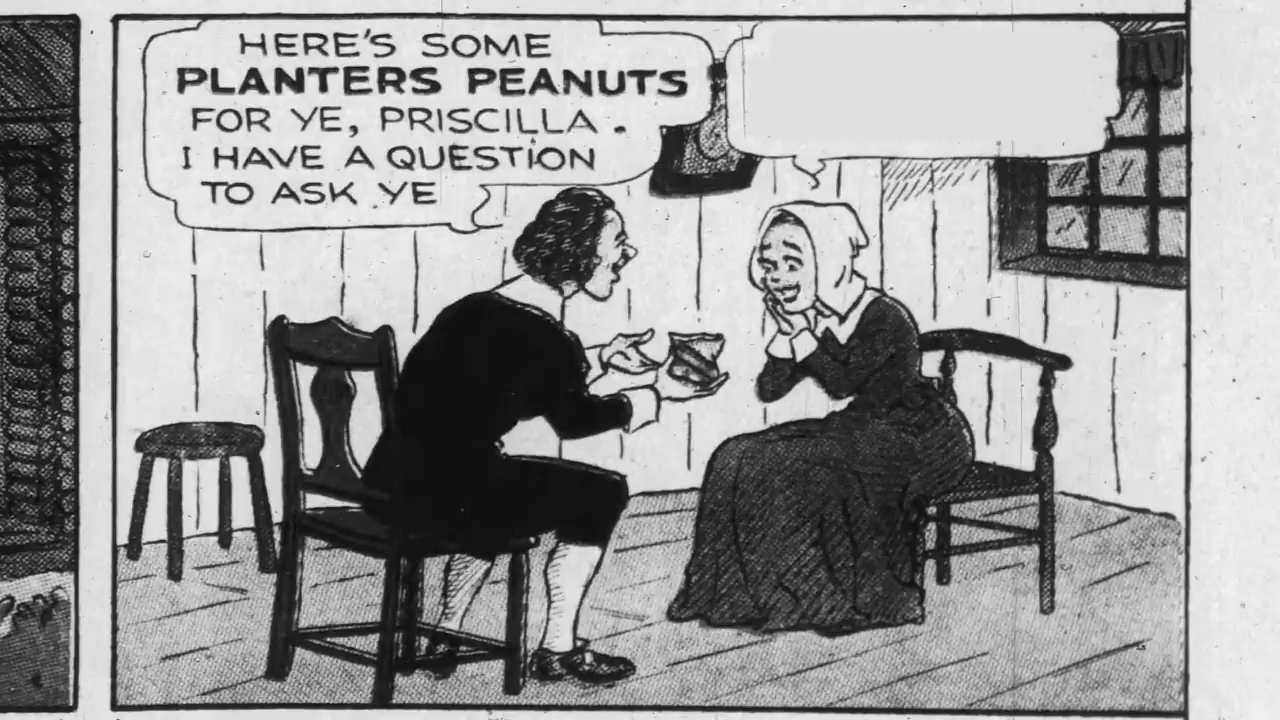 HERE'S SOME
PLANTERS PEANUTS
FOR YE, PRISCILLA.
I HAVE A QUESTION
TO ASK YE